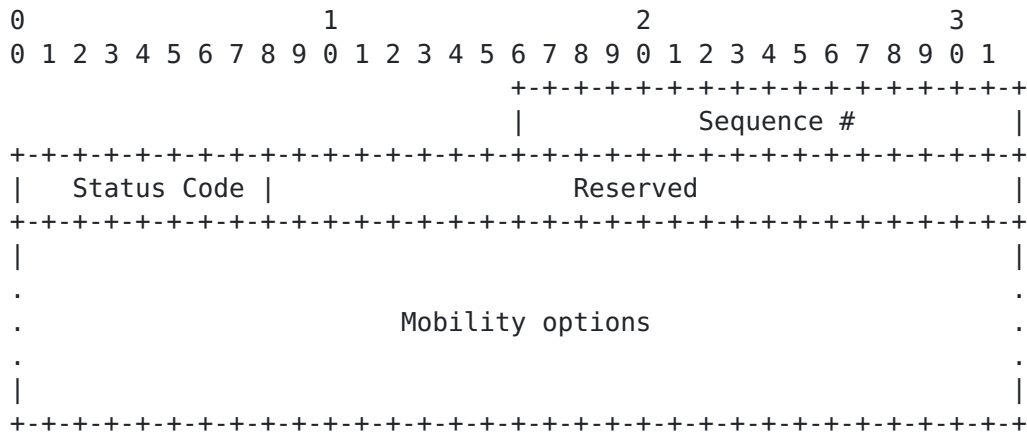 0                   1                   2                   3
0 1 2 3 4 5 6 7 8 9 0 1 2 3 4 5 6 7 8 9 0 1 2 3 4 5 6 7 8 9 0 1
                                +-+-+-+-+-+-+-+-+-+-+-+-+-+-+-+-+
                                |           Sequence #          |
+-+-+-+-+-+-+-+-+-+-+-+-+-+-+-+-+-+-+-+-+-+-+-+-+-+-+-+-+-+-+-+-+
|   Status Code |                   Reserved                    |
+-+-+-+-+-+-+-+-+-+-+-+-+-+-+-+-+-+-+-+-+-+-+-+-+-+-+-+-+-+-+-+-+
|                                                               |
.                                                               .
.                        Mobility options                       .
.                                                               .
|                                                               |
+-+-+-+-+-+-+-+-+-+-+-+-+-+-+-+-+-+-+-+-+-+-+-+-+-+-+-+-+-+-+-+-+